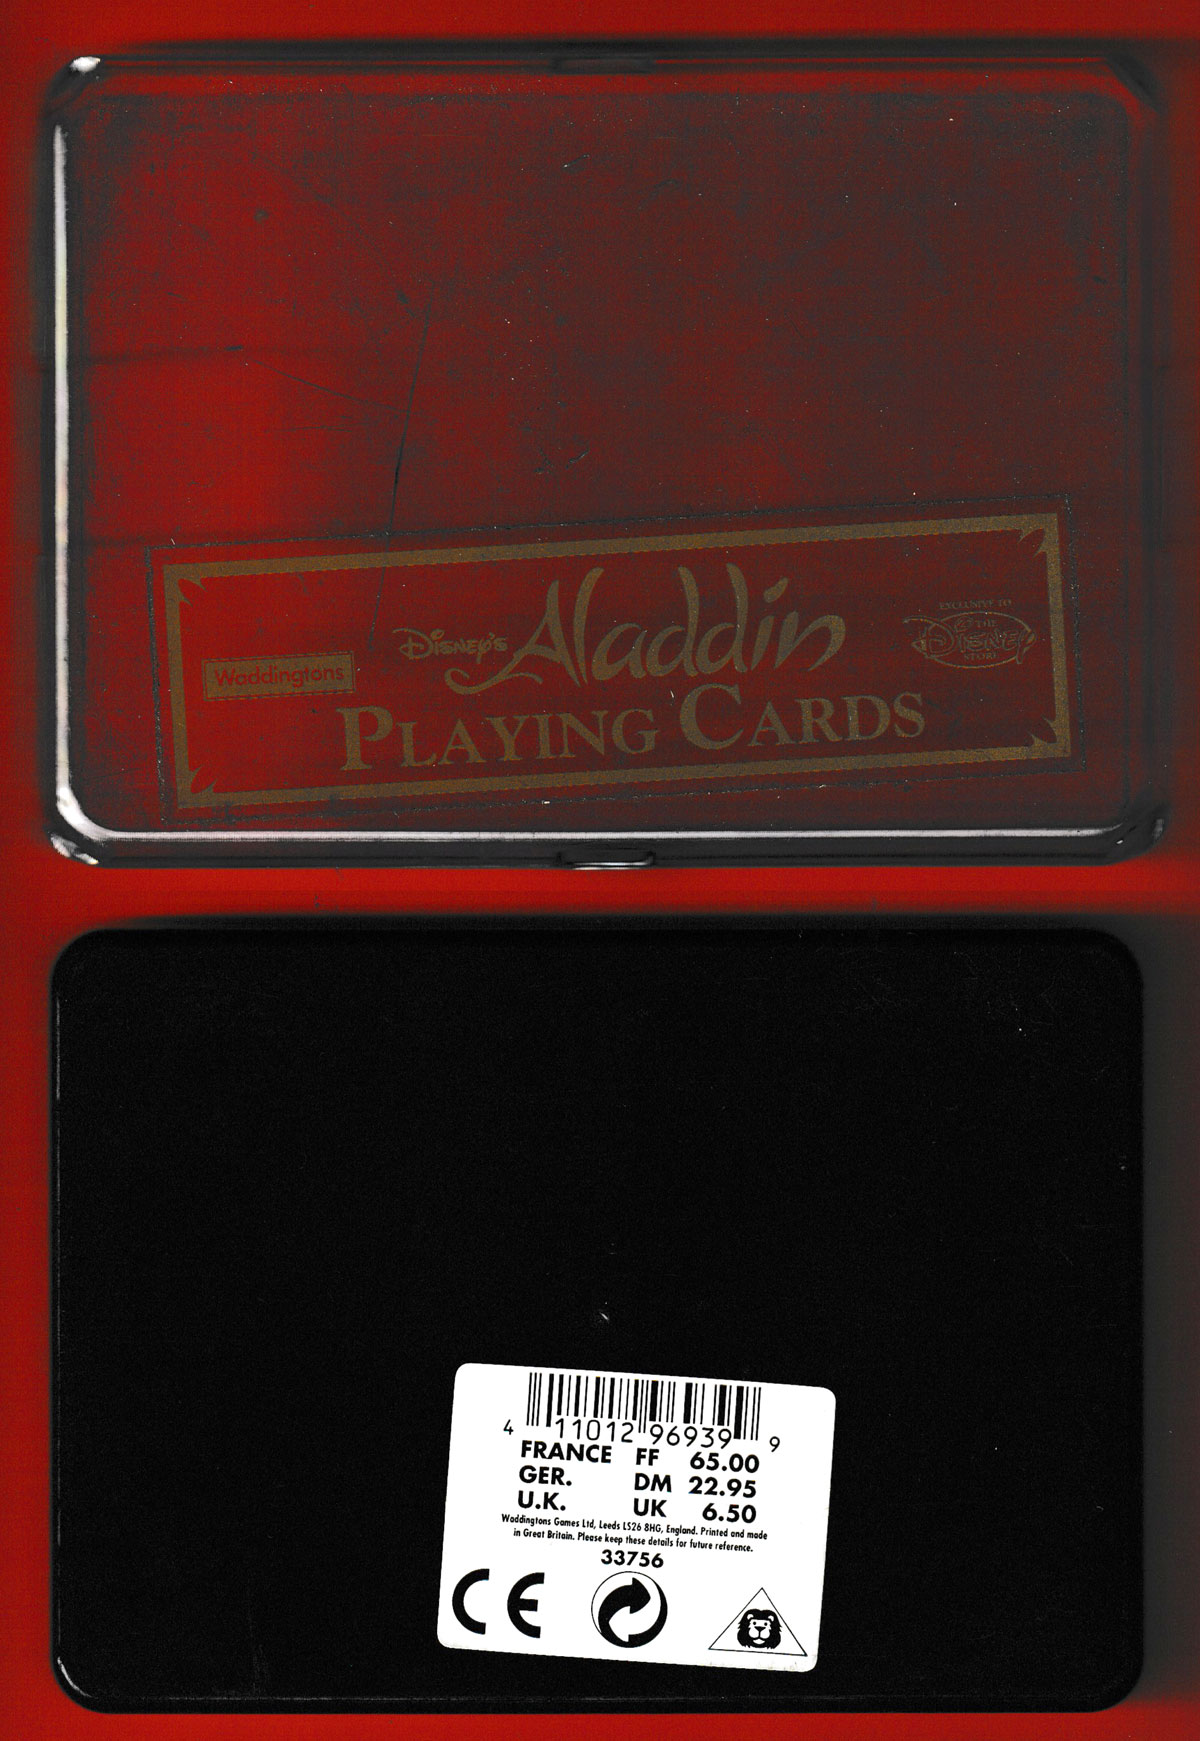 Waddingtons
DISNEY'S Aladdin
PLAYING CARDS
EXCLUSIVE TO
THE
DISNEY
STORE
4 11012 96939 9
FRANCE FF 65.00
GER. DM 22.95
U.K. UK 6.50
Waddingtons Games Ltd, Leeds LS26 8HG, England. Printed and made
in Great Britain. Please keep these details for future reference.
33756
CE